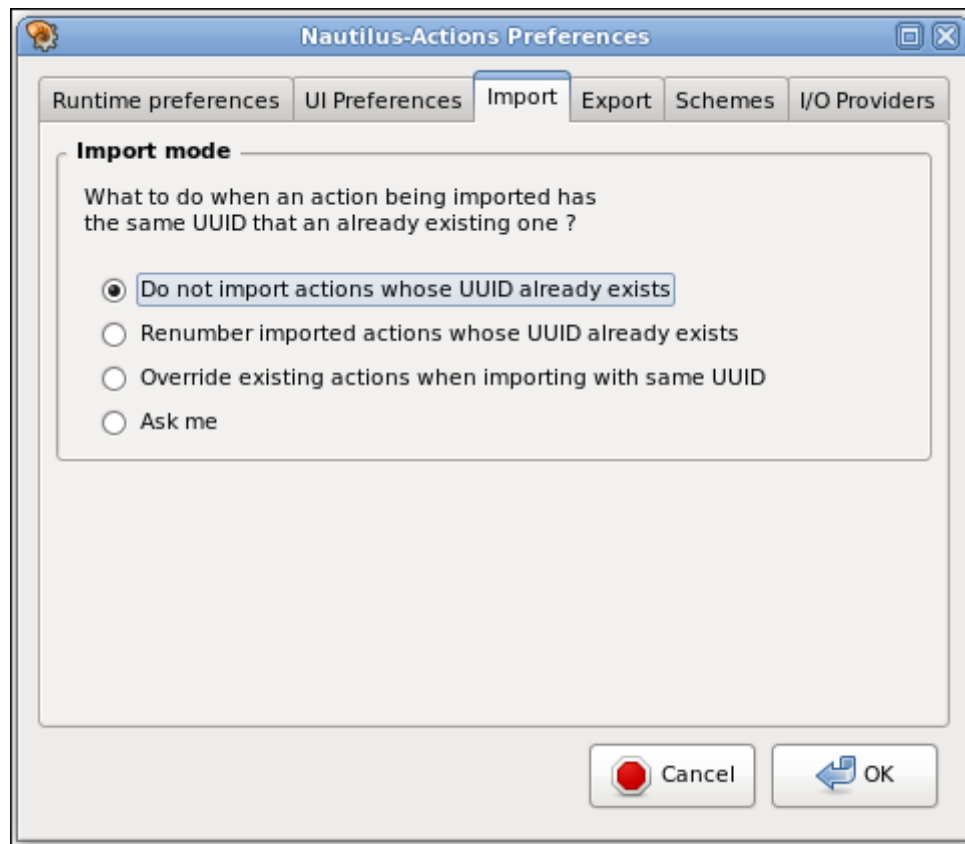 Nautilus-Actions Preferences
Runtime preferences UI Preferences Import Export Schemes I/O Providers
Import mode
What to do when an action being imported has
the same UUID that an already existing one ?
Do not import actions whose UUID already exists
Renumber imported actions whose UUID already exists
Override existing actions when importing with same UUID
Ask me
Cancel OK